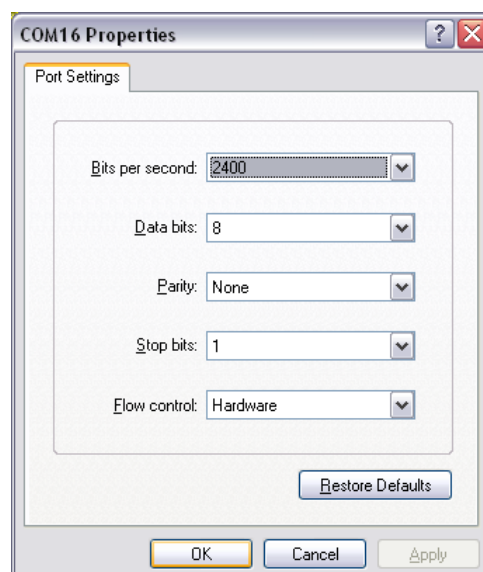 COM16 Properties
Port Settings
Bits per second: 2400
Data bits: 8
Parity: None
Stop bits: 1
Flow control: Hardware
Restore Defaults
OK Cancel Apply